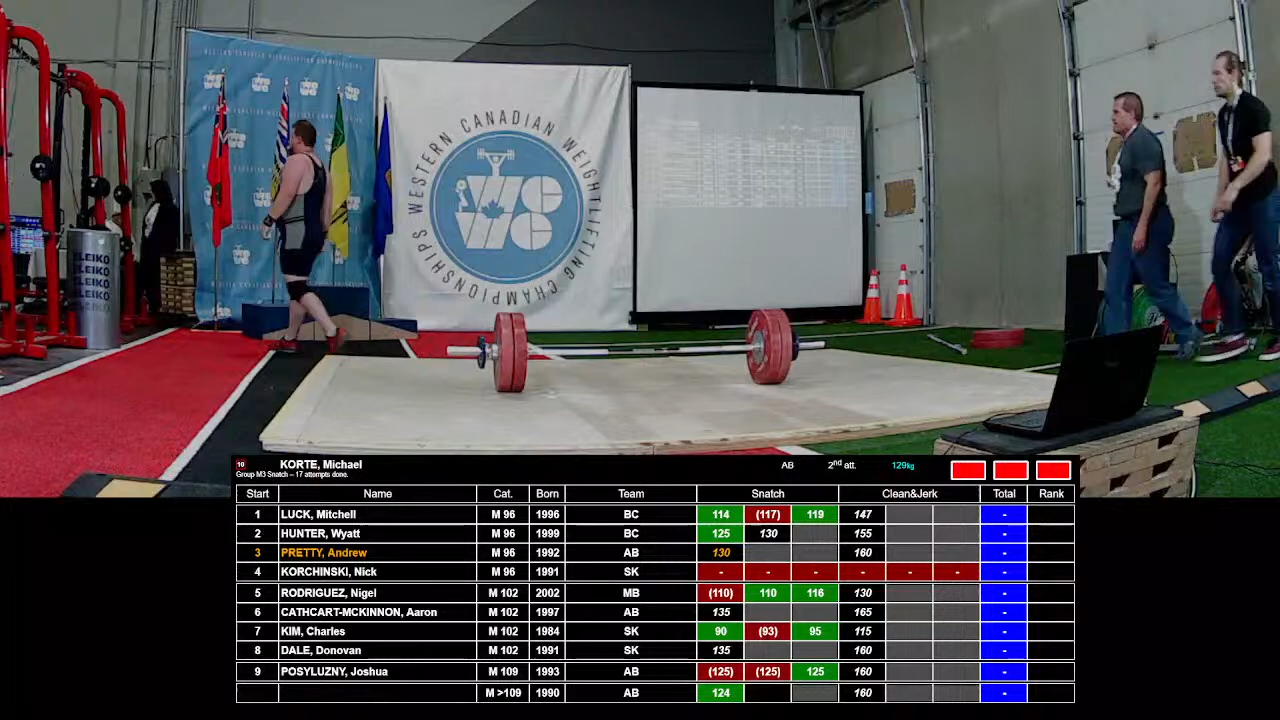 WESTERN CANADIAN WEIGHTLIFTING CHAMPIONSHIPS
WC
WC
ELEIKO
ELEIKO
ELEIKO
ELEIKO
10 KORTE, Michael AB 2nd att. 129kg
Group M3 Snatch – 17 attempts done.
Start Name Cat. Born Team Snatch Clean&Jerk Total Rank
1 LUCK, Mitchell M 96 1996 BC 114 (117) 119 147 -
2 HUNTER, Wyatt M 96 1999 BC 125 130 155 -
3 PRETTY, Andrew M 96 1992 AB 130 160 -
4 KORCHINSKI, Nick M 96 1991 SK - - - - - - -
5 RODRIGUEZ, Nigel M 102 2002 MB (110) 110 116 130 -
6 CATHCART-MCKINNON, Aaron M 102 1997 AB 135 165 -
7 KIM, Charles M 102 1984 SK 90 (93) 95 115 -
8 DALE, Donovan M 102 1991 SK 135 160 -
9 POSYLUZNY, Joshua M 109 1993 AB (125) (125) 125 160 -
M >109 1990 AB 124 160 -